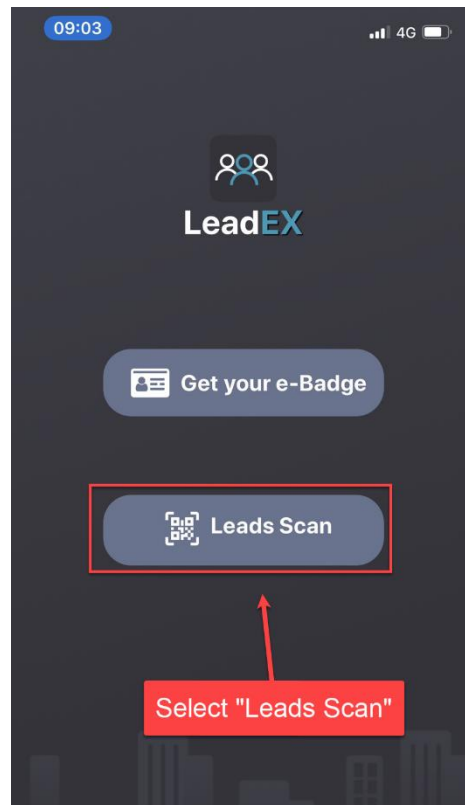 09:03
4G
LeadEX
Get your e-Badge
Leads Scan
Select "Leads Scan"